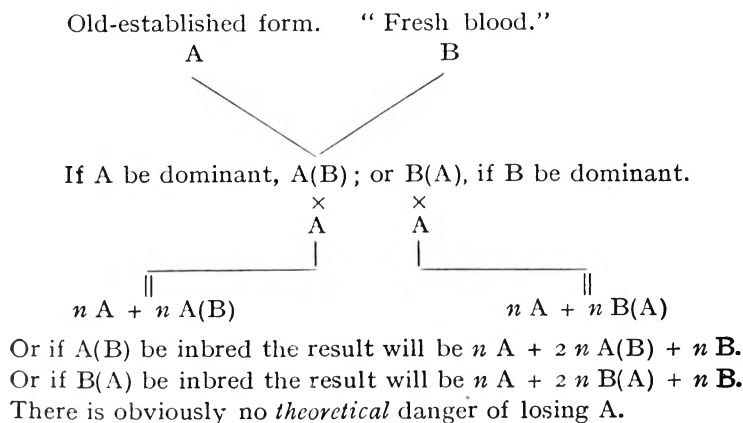 Old-established form. “ Fresh blood.”
A B
If A be dominant, A(B) ; or B(A), if B be dominant.
× ×
A A
n A + n A(B) n A + n B(A)
Or if A(B) be inbred the result will be n A + 2 n A(B) + n B.
Or if B(A) be inbred the result will be n A + 2 n B(A) + n B.
There is obviously no theoretical danger of losing A.